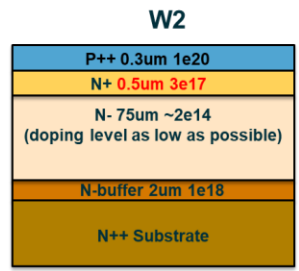 W2
P++ 0.3um 1e20
N+ 0.5um 3e17
N- 75um ~2e14
(doping level as low as possible)
N-buffer 2um 1e18
N++ Substrate